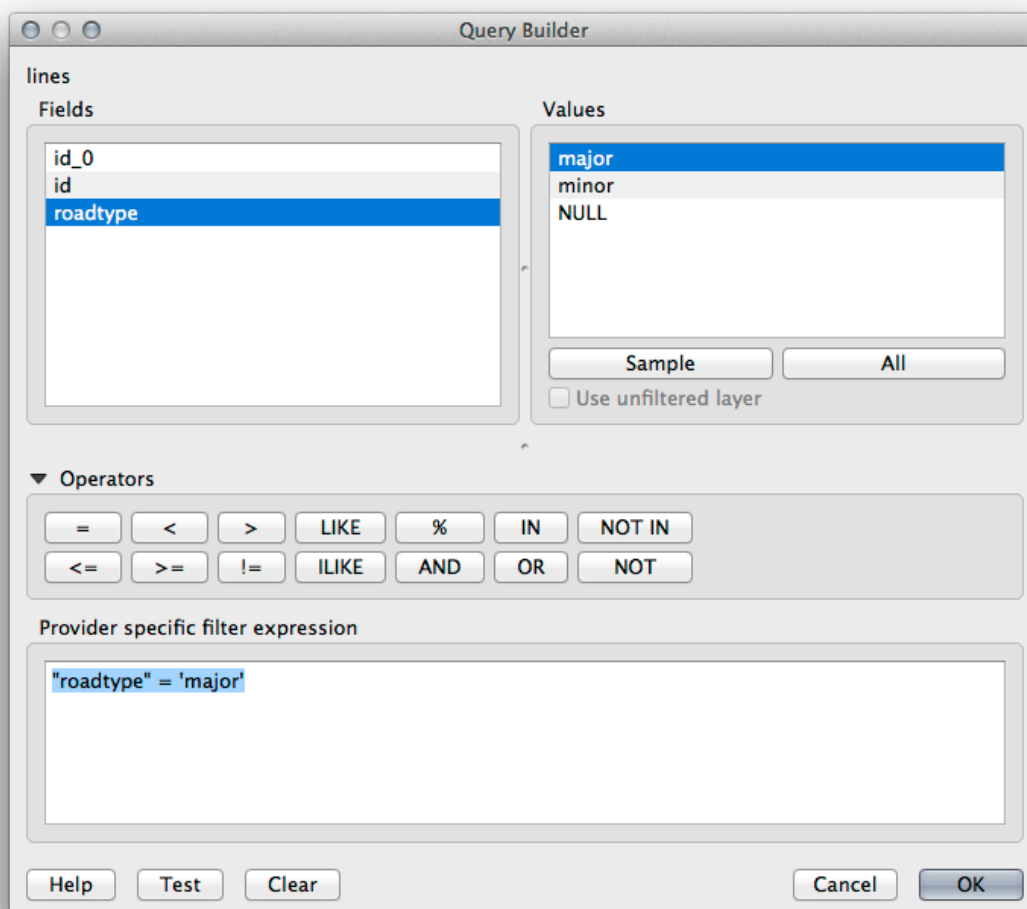 Query Builder
lines
Fields
id_0
id
roadtype
Values
major
minor
NULL
Sample All
Use unfiltered layer
Operators
= < > LIKE % IN NOT IN
<= >= != ILIKE AND OR NOT
Provider specific filter expression
"roadtype" = 'major'
Help Test Clear Cancel OK